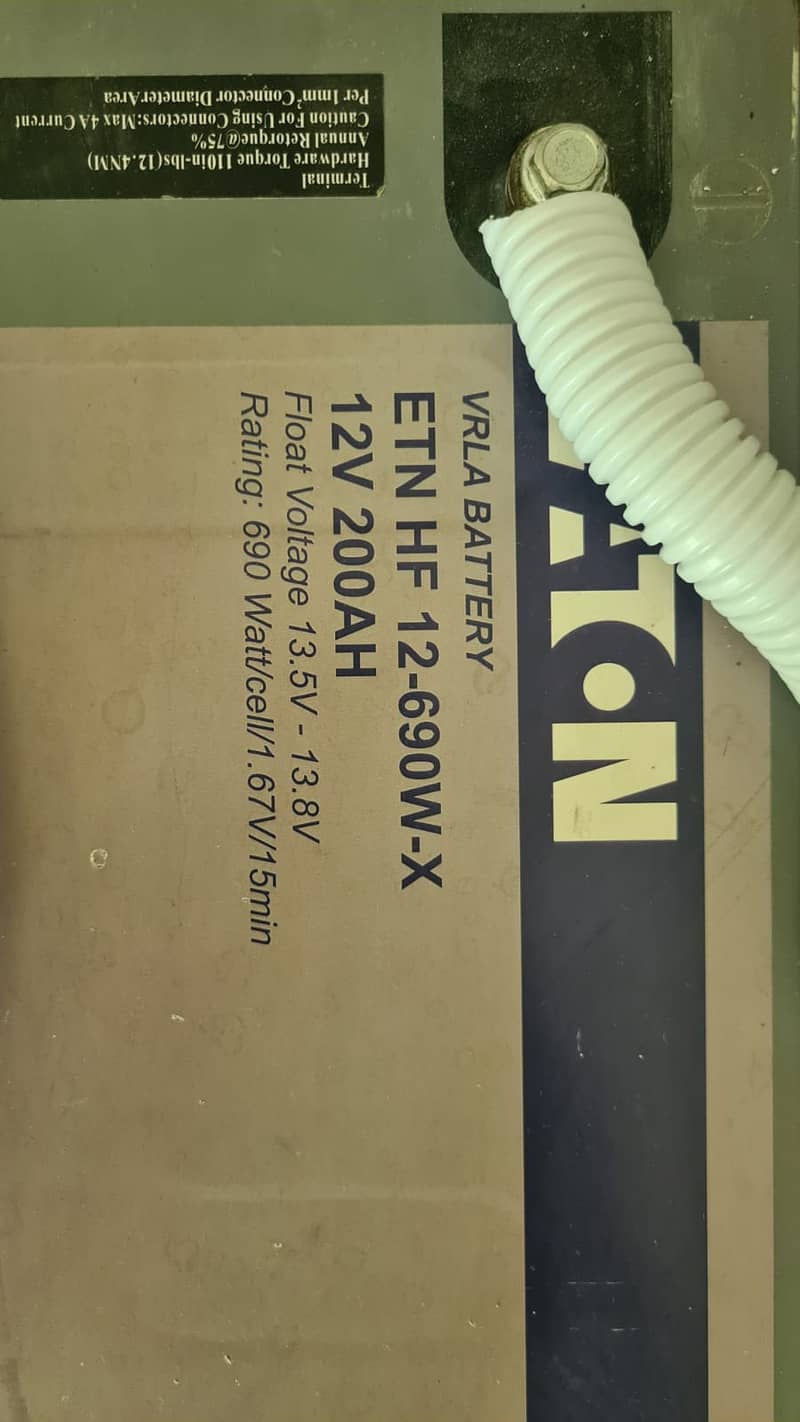 Terminal
Hardware Torque 110in-lbs(12.4NM)
Annual Retorque@75%
Caution For Using Connectors:Max 4A Current
Per 1mm² Connector DiameterArea
EATON
VRLA BATTERY
ETN HF 12-690W-X
12V 200AH
Float Voltage 13.5V - 13.8V
Rating: 690 Watt/cell/1.67V/15min